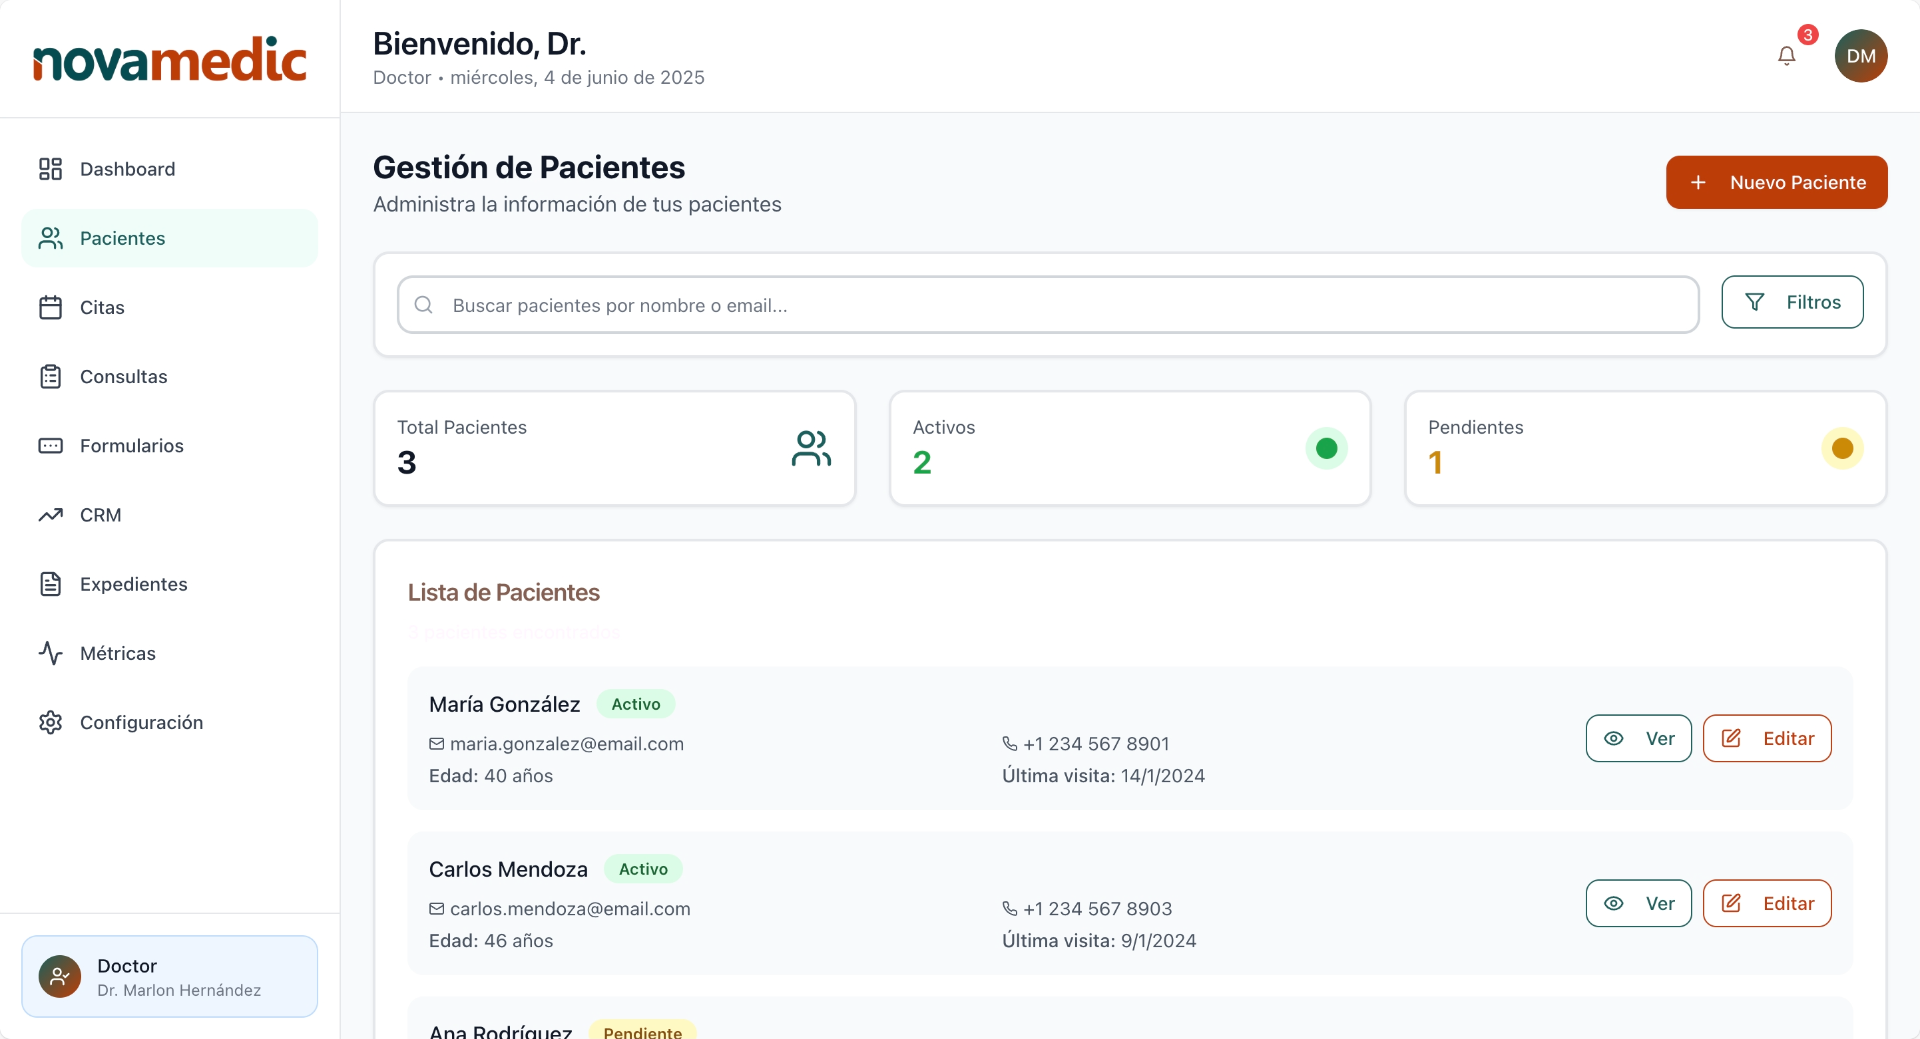 novamedic
Bienvenido, Dr.
Doctor • miércoles, 4 de junio de 2025
3
DM
Dashboard
Pacientes
Citas
Consultas
Formularios
CRM
Expedientes
Métricas
Configuración
Doctor
Dr. Marlon Hernández
Gestión de Pacientes
Administra la información de tus pacientes
Nuevo Paciente
Buscar pacientes por nombre o email...
Filtros
Total Pacientes
3
Activos
2
Pendientes
1
Lista de Pacientes
3 pacientes encontrados
María González Activo
maria.gonzalez@email.com +1 234 567 8901
Edad: 40 años Última visita: 14/1/2024
Ver Editar
Carlos Mendoza Activo
carlos.mendoza@email.com +1 234 567 8903
Edad: 46 años Última visita: 9/1/2024
Ver Editar
Ana Rodríguez Pendiente